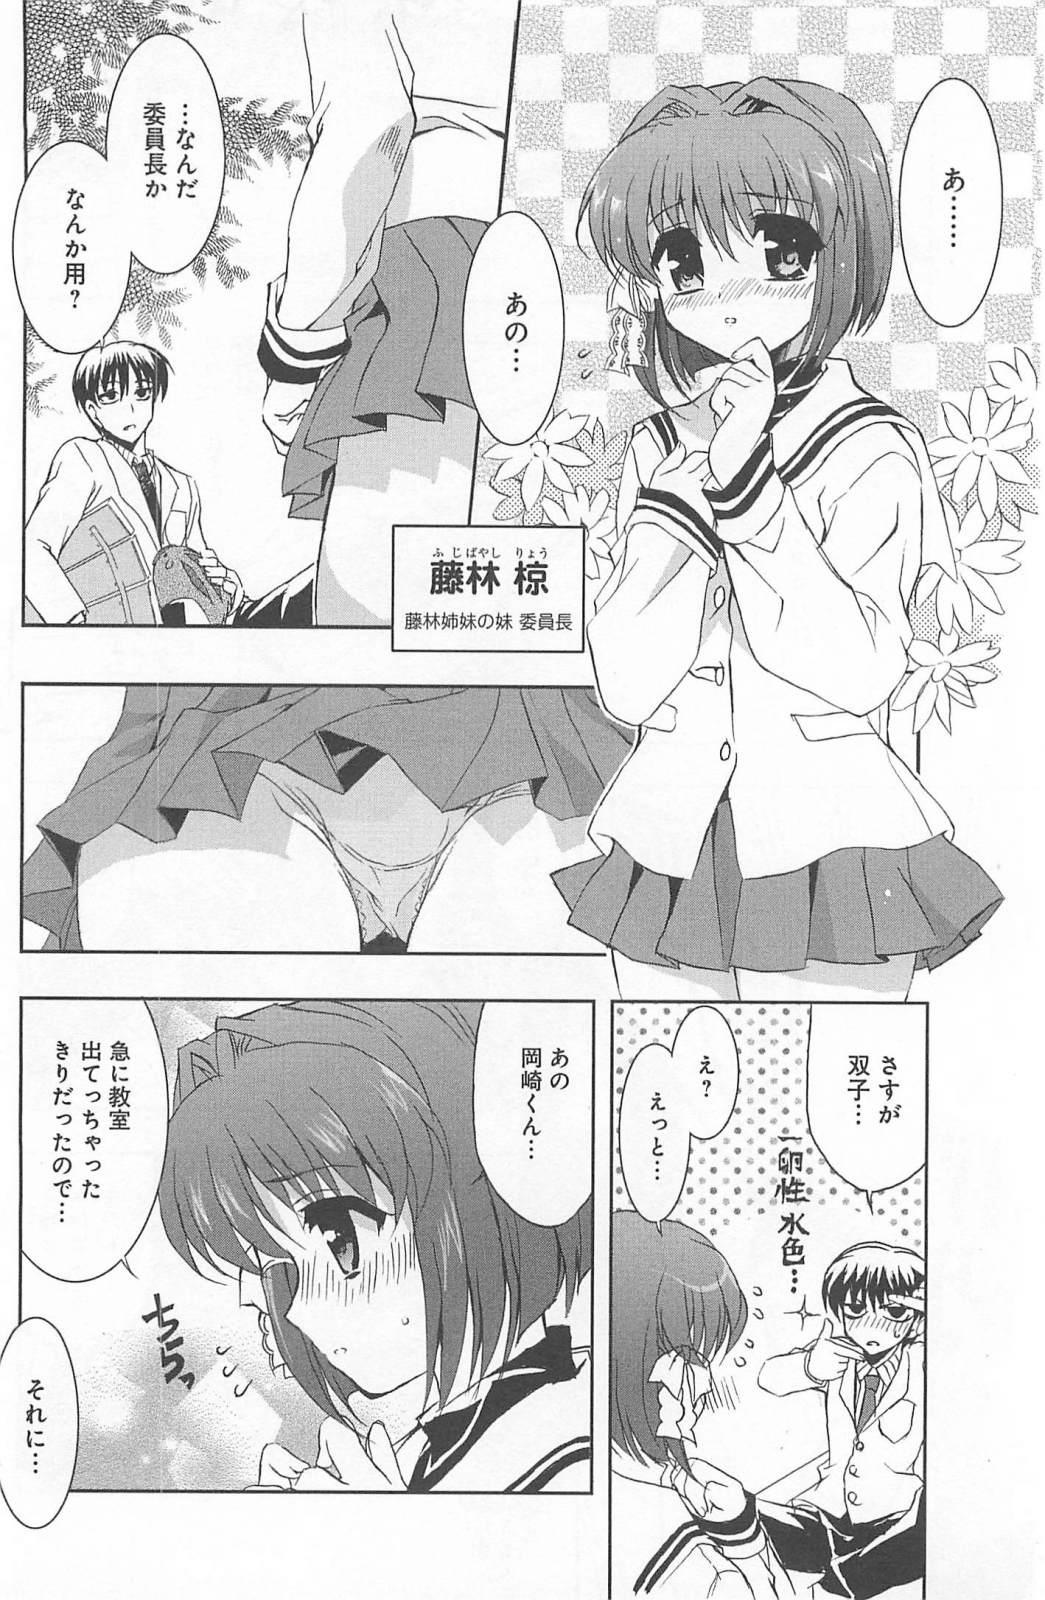 あ……
あの…
…なんだ
委員長か
なんか用？
ふじばやし りょう
藤林 椋
藤林姉妹の妹 委員長
さすが
双子…
一卵性水色…
え？
えっと…
あの
岡崎くん…
急に教室
出てっちゃった
きりだったので…
ちらっ
それに…